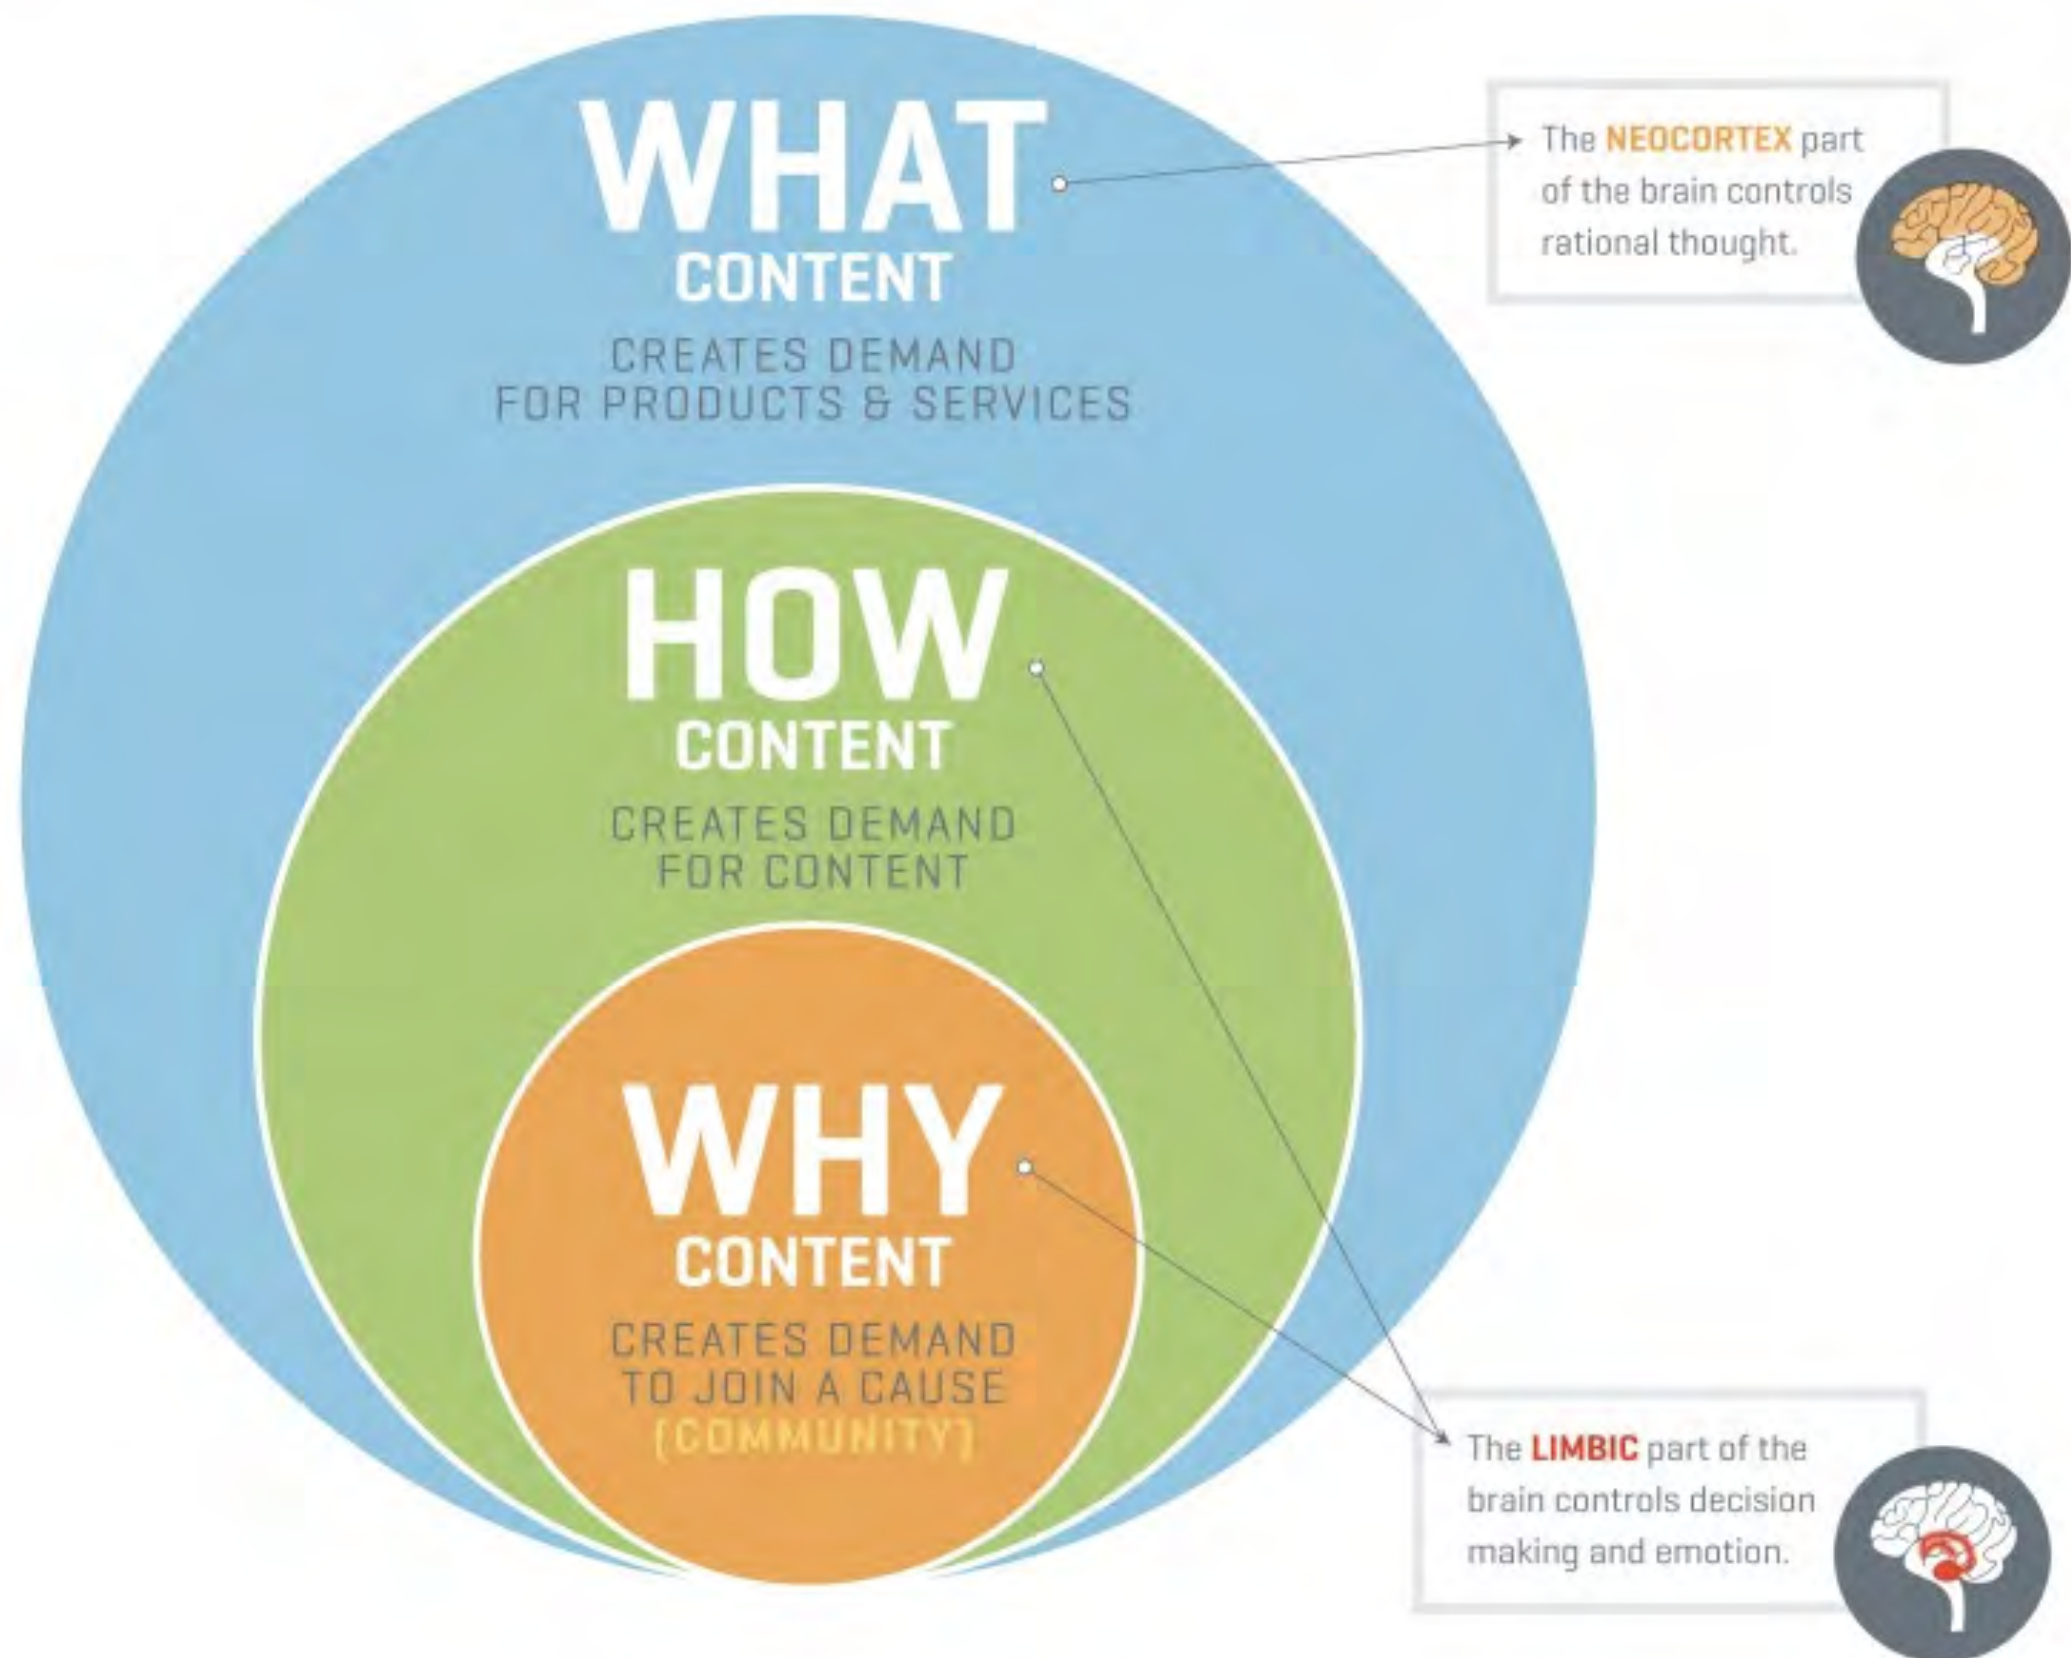 WHAT
CONTENT
CREATES DEMAND
FOR PRODUCTS & SERVICES
The NEOCORTEX part
of the brain controls
rational thought.
HOW
CONTENT
CREATES DEMAND
FOR CONTENT
WHY
CONTENT
CREATES DEMAND
TO JOIN A CAUSE
(COMMUNITY)
The LIMBIC part of the
brain controls decision
making and emotion.